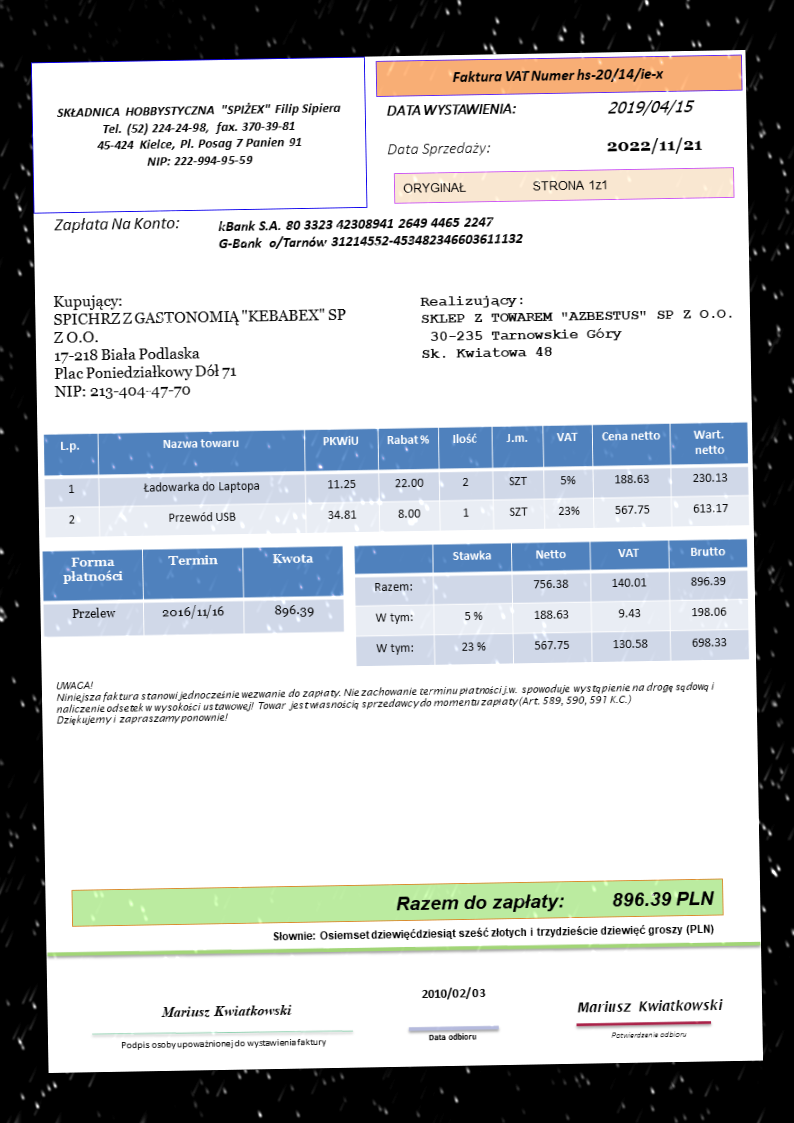 SKŁADNICA HOBBYSTYCZNA "SPIŻEX" Filip Sipiera
Tel. (52) 224-24-98, fax. 370-39-81
45-424 Kielce, Pl. Posag 7 Panien 91
NIP: 222-994-95-59
Faktura VAT Numer hs-20/14/ie-x
DATA WYSTAWIENIA: 2019/04/15
Data Sprzedaży: 2022/11/21
ORYGINAŁ STRONA 1z1
Zapłata Na Konto: kBank S.A. 80 3323 42308941 2649 4465 2247
G-Bank o/Tarnów 31214552-453482346603611132
Kupujący:
SPICHRZ Z GASTONOMIĄ "KEBABEX" SP
Z O.O.
17-218 Biała Podlaska
Plac Poniedziałkowy Dół 71
NIP: 213-404-47-70
Realizujący:
SKLEP Z TOWAREM "AZBESTUS" SP Z O.O.
30-235 Tarnowskie Góry
Sk. Kwiatowa 48
L.p. Nazwa towaru PKWiU Rabat % Ilość J.m. VAT Cena netto Wart. netto
1 Ładowarka do Laptopa 11.25 22.00 2 SZT 5% 188.63 230.13
2 Przewód USB 34.81 8.00 1 SZT 23% 567.75 613.17
Forma płatności Termin Kwota
Przelew 2016/11/16 896.39
Stawka Netto VAT Brutto
Razem: 756.38 140.01 896.39
W tym: 5 % 188.63 9.43 198.06
W tym: 23 % 567.75 130.58 698.33
UWAGA!
Niniejsza faktura stanowi jednocześnie wezwanie do zapłaty. Nie zachowanie terminu płatności j.w. spowoduje wystąpienie na drogę sądową i
naliczenie odsetek w wysokości ustawowej! Towar jest własnością sprzedawcy do momentu zapłaty (Art. 589, 590, 591 K.C.)
Dziękujemy i zapraszamy ponownie!
Razem do zapłaty: 896.39 PLN
Słownie: Osiemset dziewięćdziesiąt sześć złotych i trzydzieście dziewięć groszy (PLN)
Mariusz Kwiatkowski
Podpis osoby upoważnionej do wystawienia faktury
2010/02/03
Data odbioru
Mariusz Kwiatkowski
Potwierdzenie odbioru